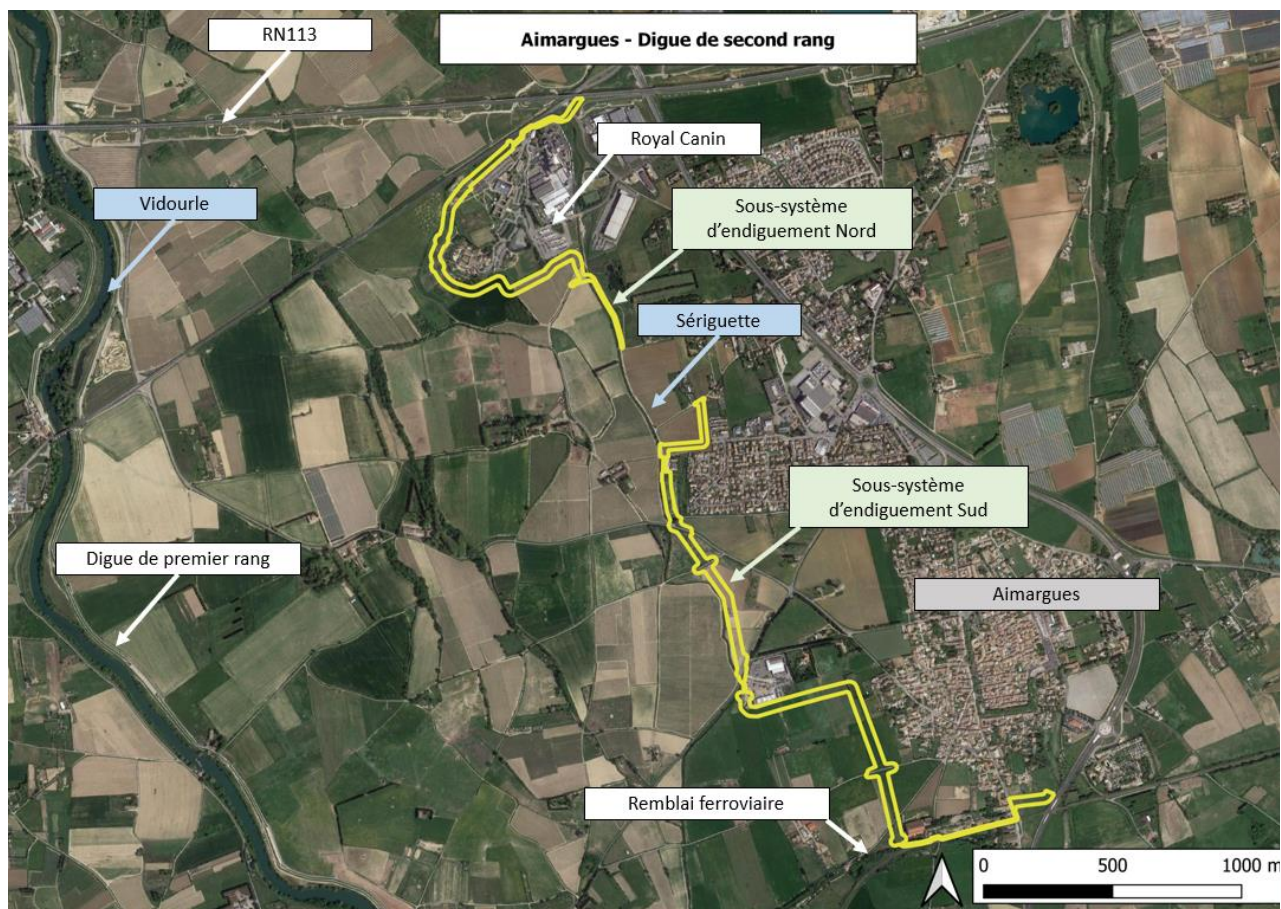 RN113
Aimargues - Digue de second rang
Royal Canin
Vidourle
Sous-système
d'endiguement Nord
Sériguette
Sous-système
d'endiguement Sud
Digue de premier rang
Aimargues
Remblai ferroviaire
0 500 1000 m